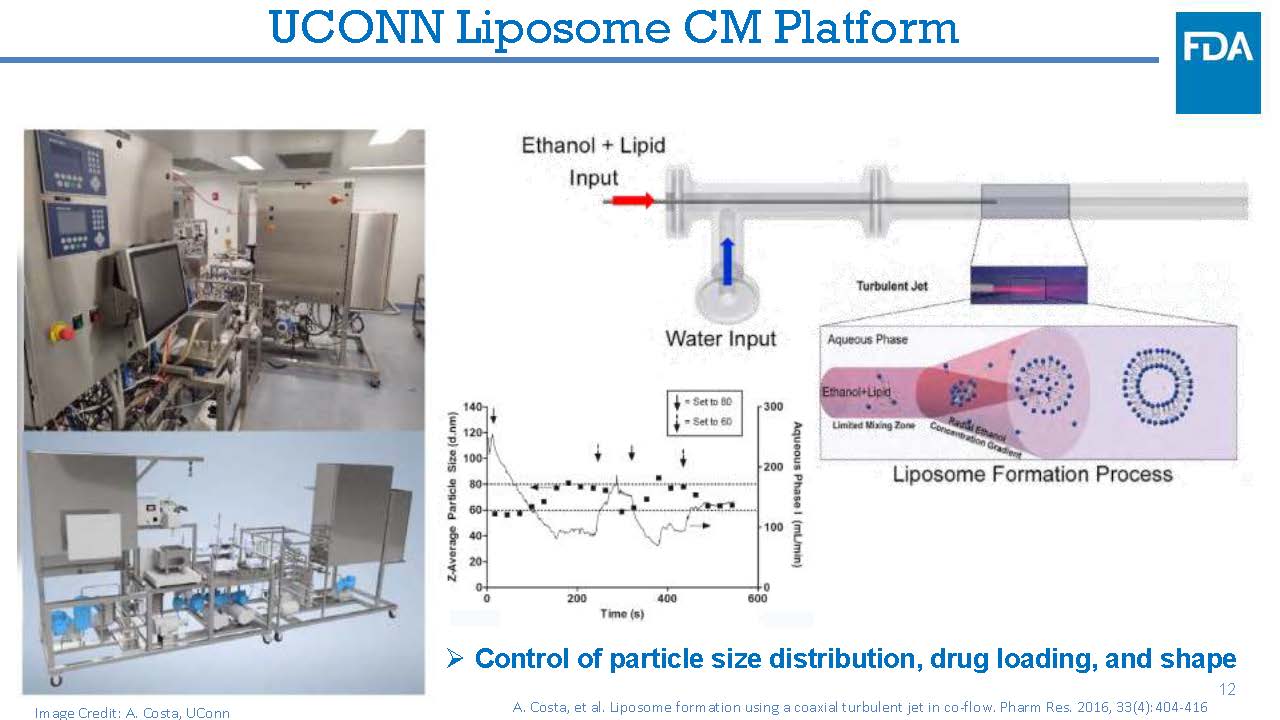 UCONN Liposome CM Platform
FDA
Ethanol + Lipid
Input
Water Input
Turbulent Jet
Aqueous Phase
Ethanol+Lipid
Limited Mixing Zone
Radial Ethanol
Concentration Gradient
Liposome Formation Process
= Set to 80
= Set to 60
Z-Average Particle Size (d.nm)
140
120
100
80
60
40
20
0
300
200
100
0
Aqueous Phase I (mL/min)
0 200 400 600
Time (s)
➢ Control of particle size distribution, drug loading, and shape
12
Image Credit: A. Costa, UConn
A. Costa, et al. Liposome formation using a coaxial turbulent jet in co-flow. Pharm Res. 2016, 33(4):404-416